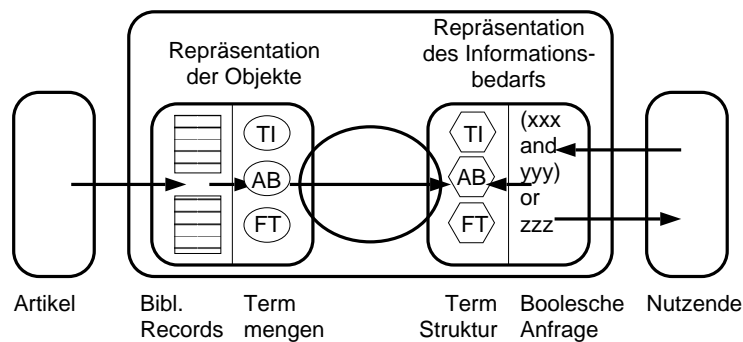 Repräsentation
der Objekte
Repräsentation
des Informations-
bedarfs
TI
AB
FT
TI
AB
FT
(xxx
and
yyy)
or
zzz
Artikel
Bibl.
Records
Term
mengen
Term
Struktur
Boolesche
Anfrage
Nutzende